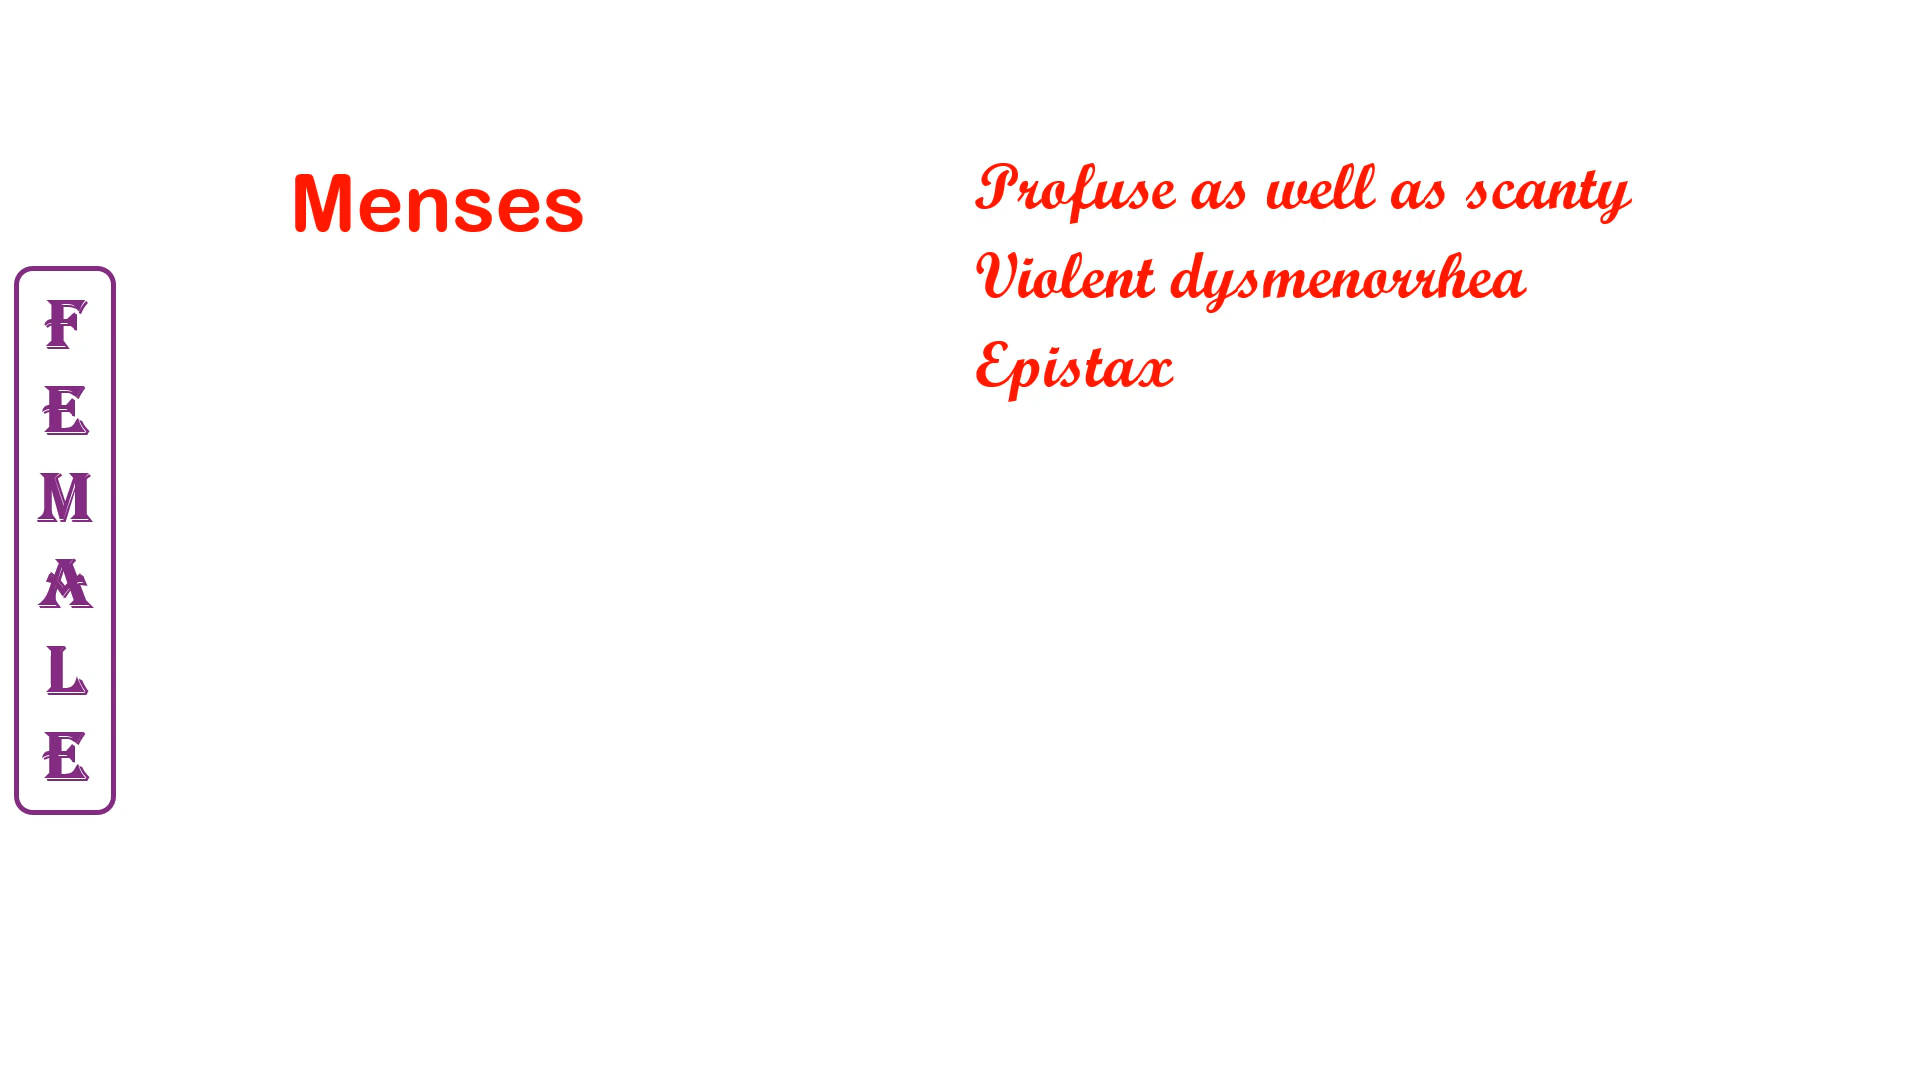 FEMALE
Menses
Profuse as well as scanty
Violent dysmenorrhea
Epistax